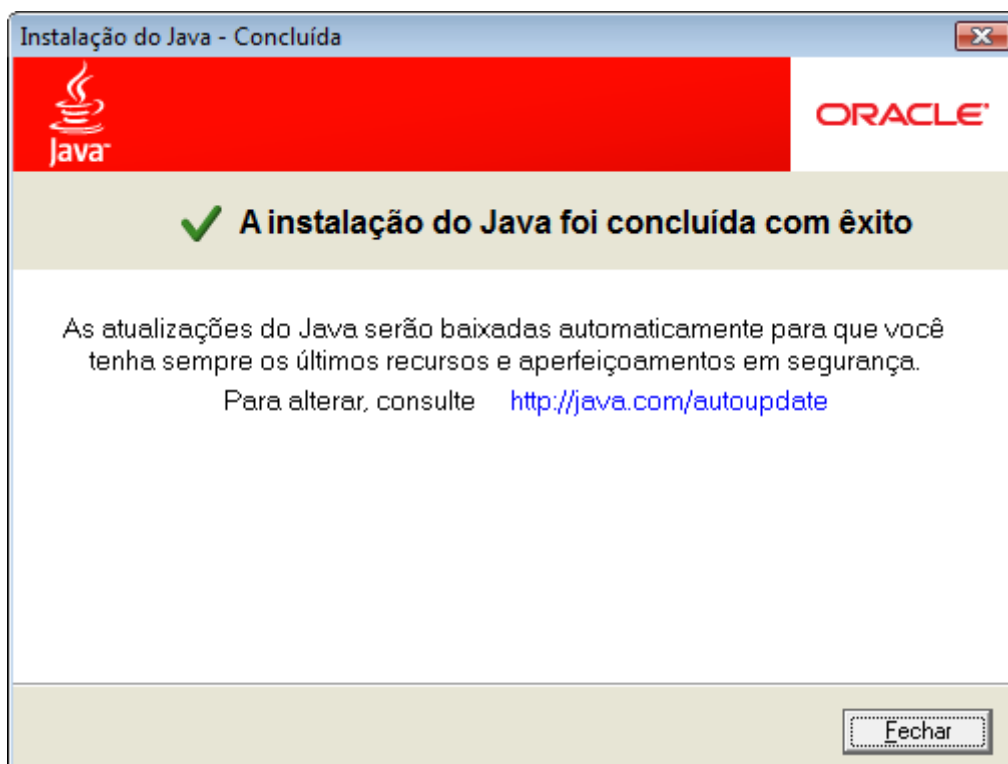 Instalação do Java - Concluída
Java
ORACLE
A instalação do Java foi concluída com êxito
As atualizações do Java serão baixadas automaticamente para que você
tenha sempre os últimos recursos e aperfeiçoamentos em segurança.
Para alterar, consulte http://java.com/autoupdate
Fechar